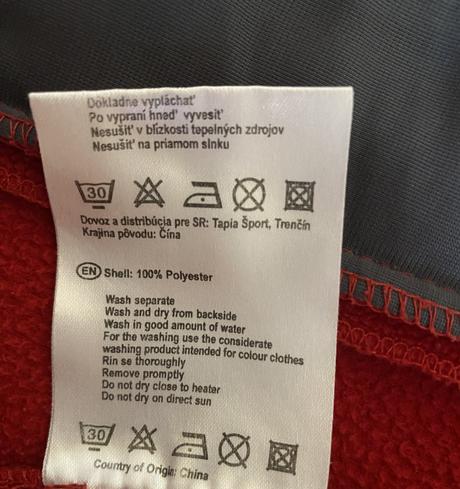 Dokladne vypláchať
Po vypraní hneď vyvesiť
Nesušiť v blízkosti tepelných zdrojov
Nesušiť na priamom slnku
30
Dovoz a distribúcia pre SR: Tapia Šport, Trenčín
Krajina pôvodu: Čína
EN Shell: 100% Polyester
Wash separate
Wash and dry from backside
Wash in good amount of water
For the washing use the considerate
washing product intended for colour clothes
Rin se thoroughly
Remove promptly
Do not dry close to heater
Do not dry on direct sun
30
Country of Origin: China